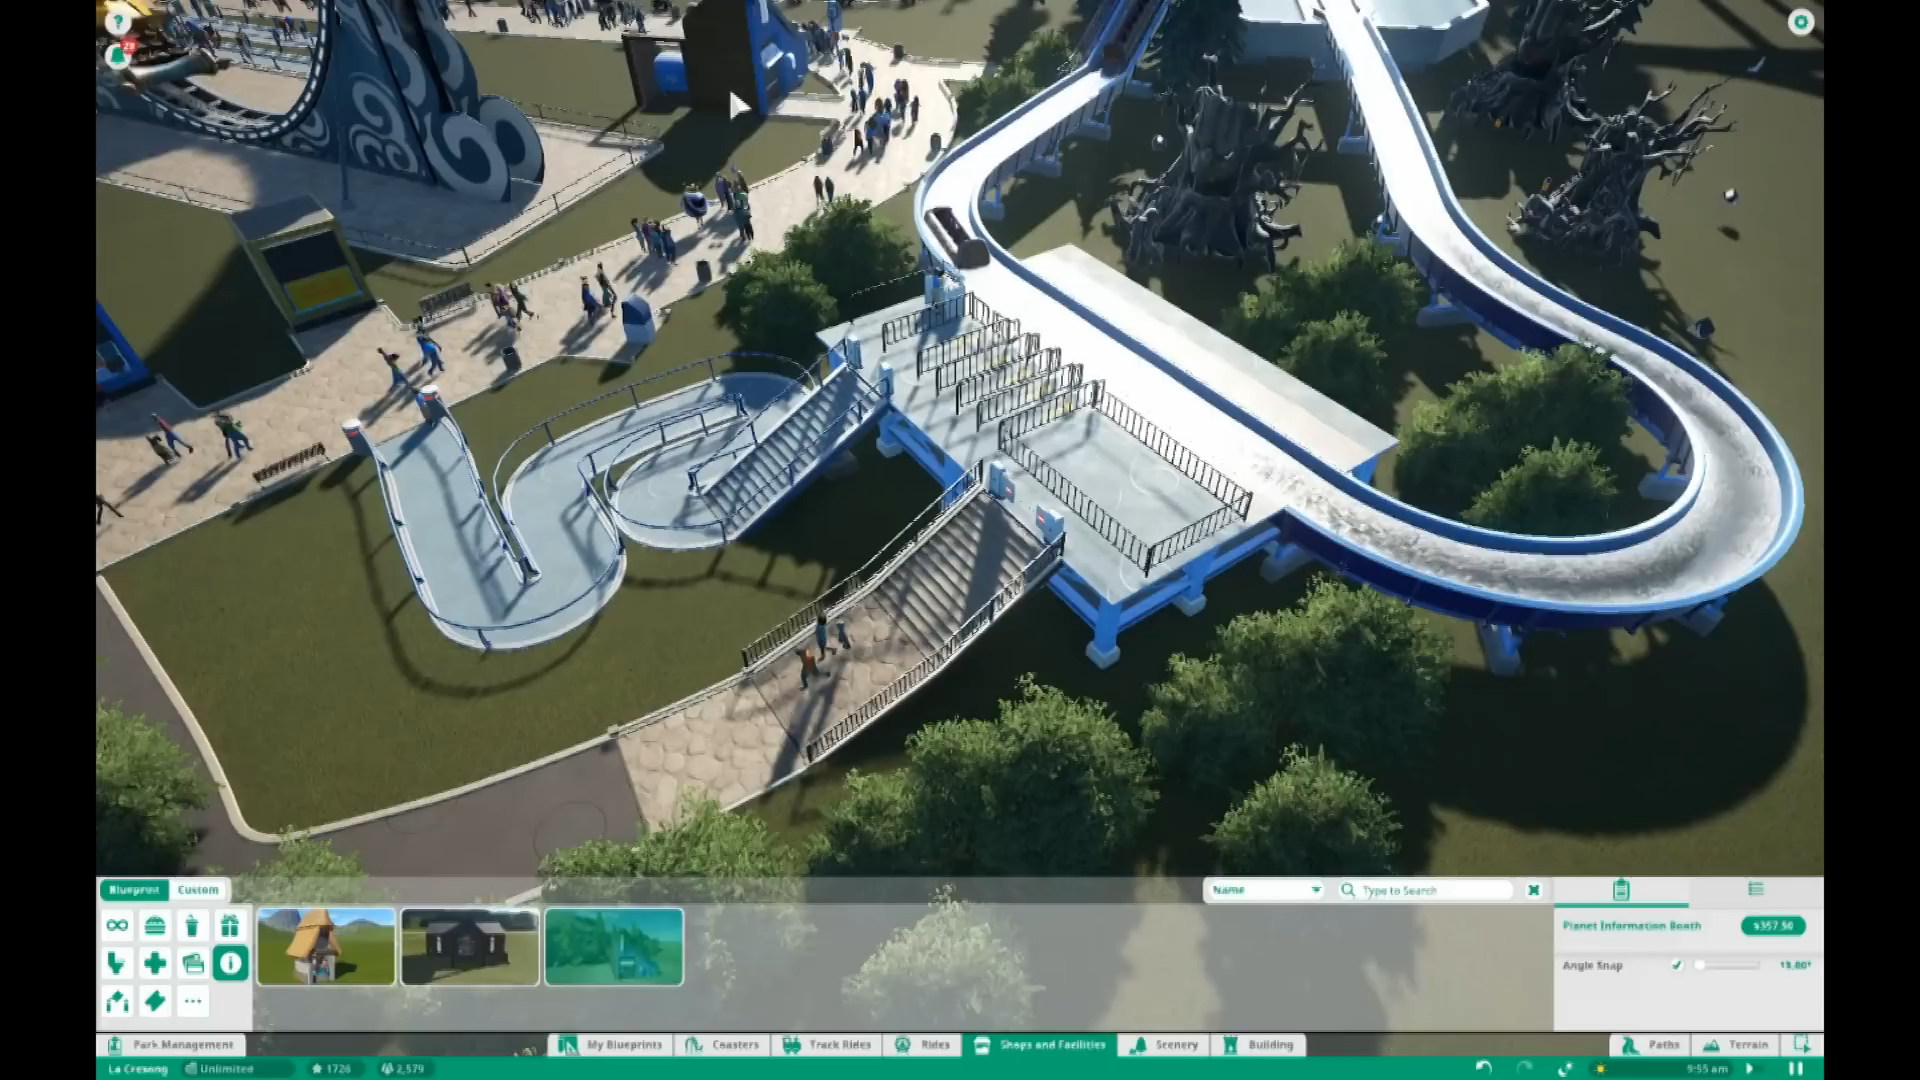 ?
28
Blueprint Custom
Name
Type to Search
Planet Information Booth $357.50
Angle Snap
Park Management
My Blueprints
Coasters
Track Rides
Rides
Shops and Facilities
Scenery
Building
Paths
Terrain
Unlimited
1726
2,579
9:55 am